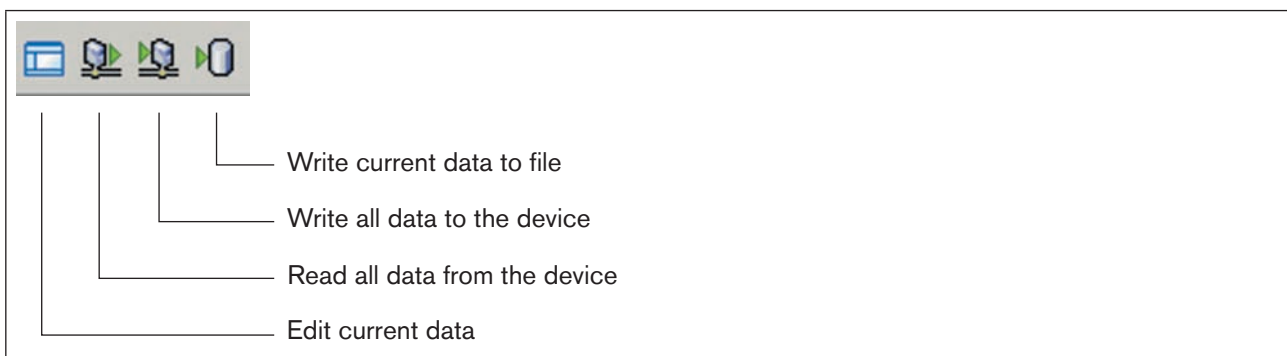 Write current data to file
Write all data to the device
Read all data from the device
Edit current data